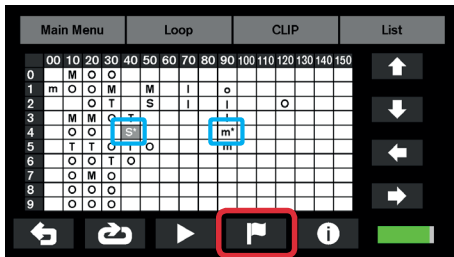 Main Menu Loop CLIP List
00 10 20 30 40 50 60 70 80 90 100 110 120 130 140 150
0 M O O
1 m O O M M I o
2 O T S I I O
3 M M O T I
4 O O O S* m*
5 T T O T O m
6 O O T O
7 O M O
8 O O O
9 O O O
i